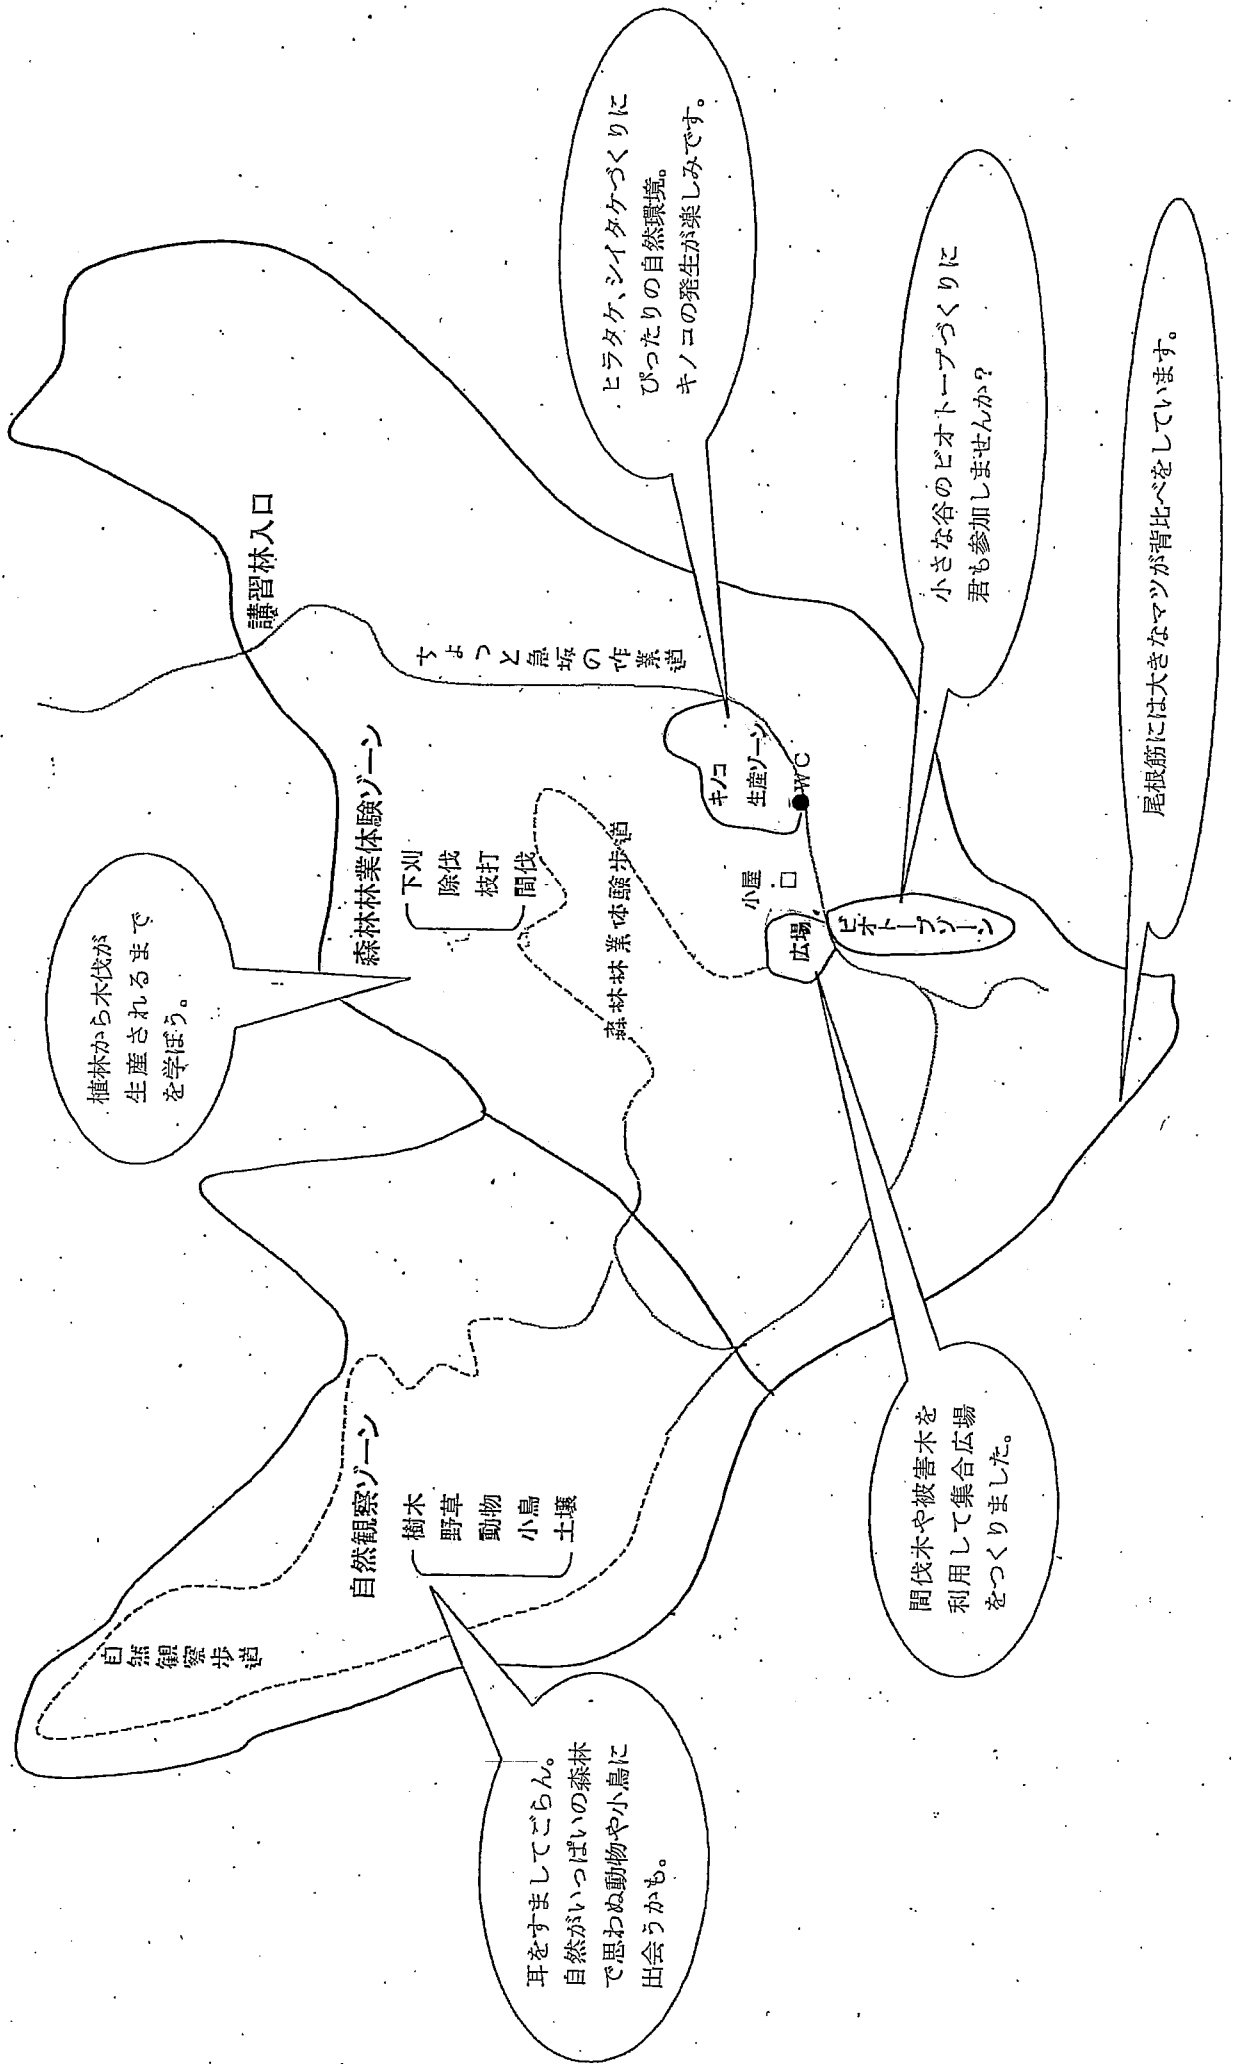 耳をすましてごらん。
自然がいっぱいの森林
で思わぬ動物や小鳥に
出会うかも。
自然観察歩道
自然観察ゾーン
樹木
野草
動物
小鳥
土壌
植林から木伐が
生産されるまで
を学ぼう。
森林林業体験ゾーン
下刈
除伐
枝打
間伐
森林林業体験歩道
講習林入口
ちょっと急坂の作業道
キノコ
生産ゾーン
WC
小屋
広場
ビオトープゾーン
間伐木や被害木を
利用して集合広場
をつくりました。
ヒラタケ、シイタケづくりに
ぴったりの自然環境。
キノコの発生が楽しみです。
小さな谷のビオトープづくりに
君も参加しませんか?
尾根筋には大きなマツが背比べをしています。